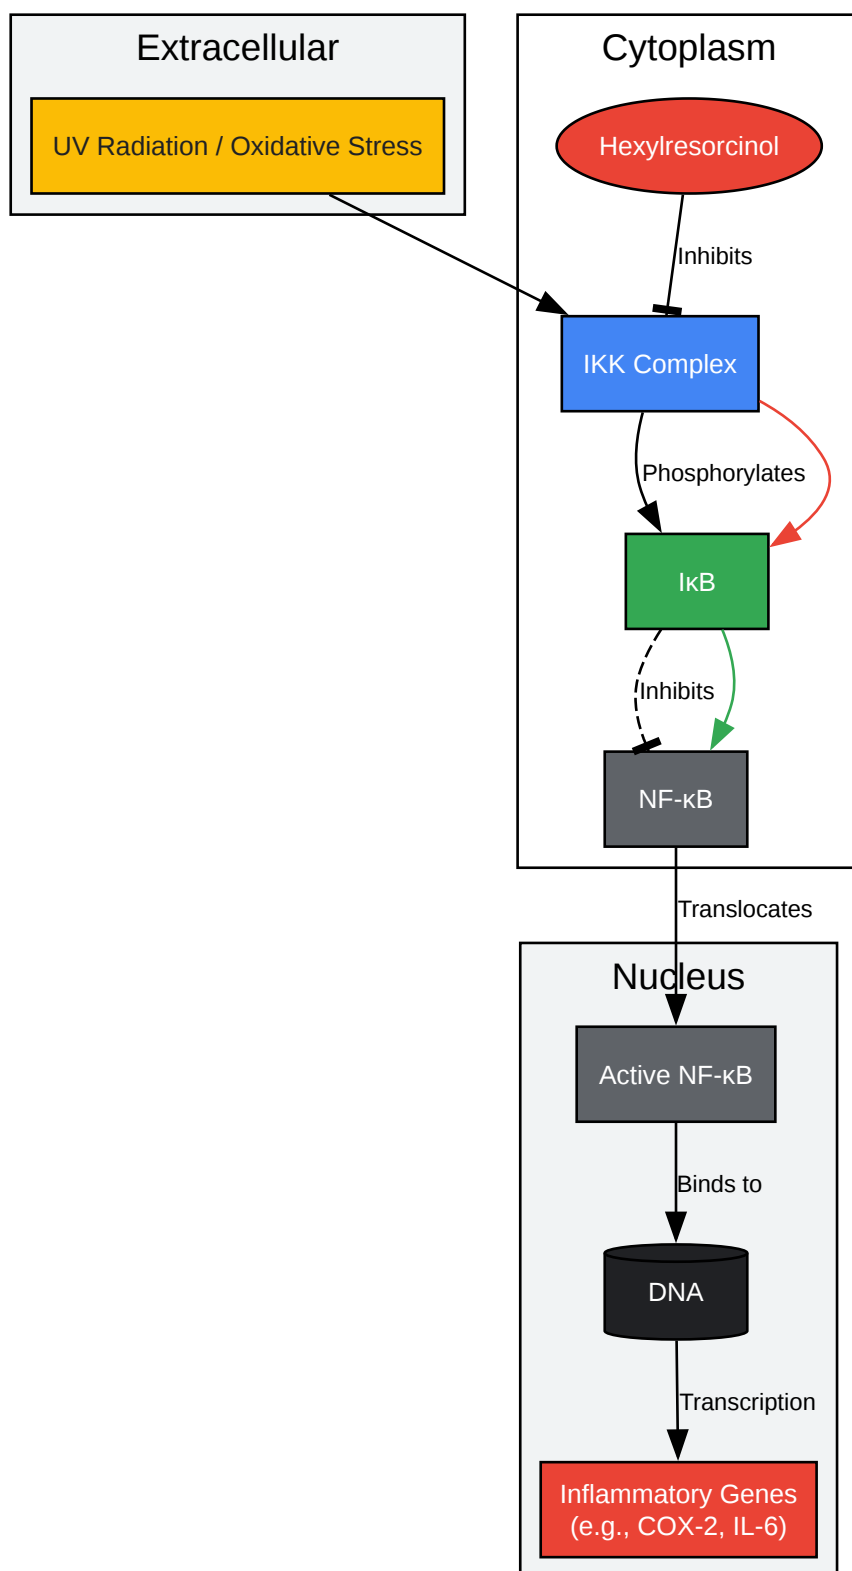 Extracellular
UV Radiation / Oxidative Stress
Cytoplasm
Hexylresorcinol
Inhibits
IKK Complex
Phosphorylates
IκB
Inhibits
NF-κB
Translocates
Nucleus
Active NF-κB
Binds to
DNA
Transcription
Inflammatory Genes
(e.g., COX-2, IL-6)